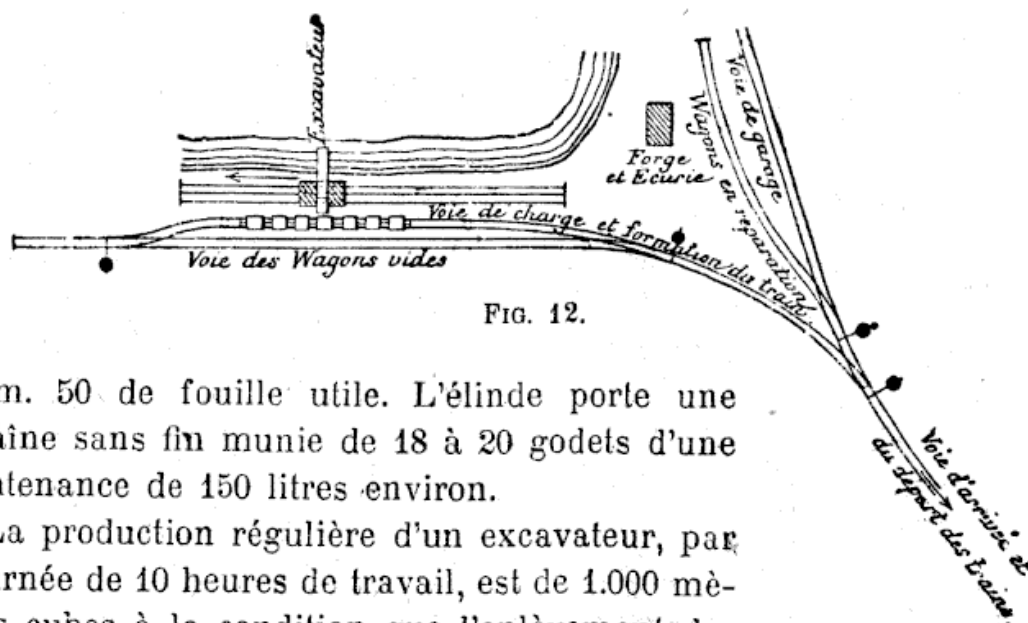 Excavateur
Voie de garage
Wagons en réparation
Forge
et Ecurie
Voie de charge et formation du train
Voie des Wagons vides
FIG. 12.
Voie d'arrivée et
du départ des trains
m. 50 de fouille utile. L'élinde porte une
aîne sans fin munie de 18 à 20 godets d'une
ntenance de 150 litres environ.
La production régulière d'un excavateur, par
rnée de 10 heures de travail, est de 1.000 mè-
s cubes à la condition que l'enlèvement